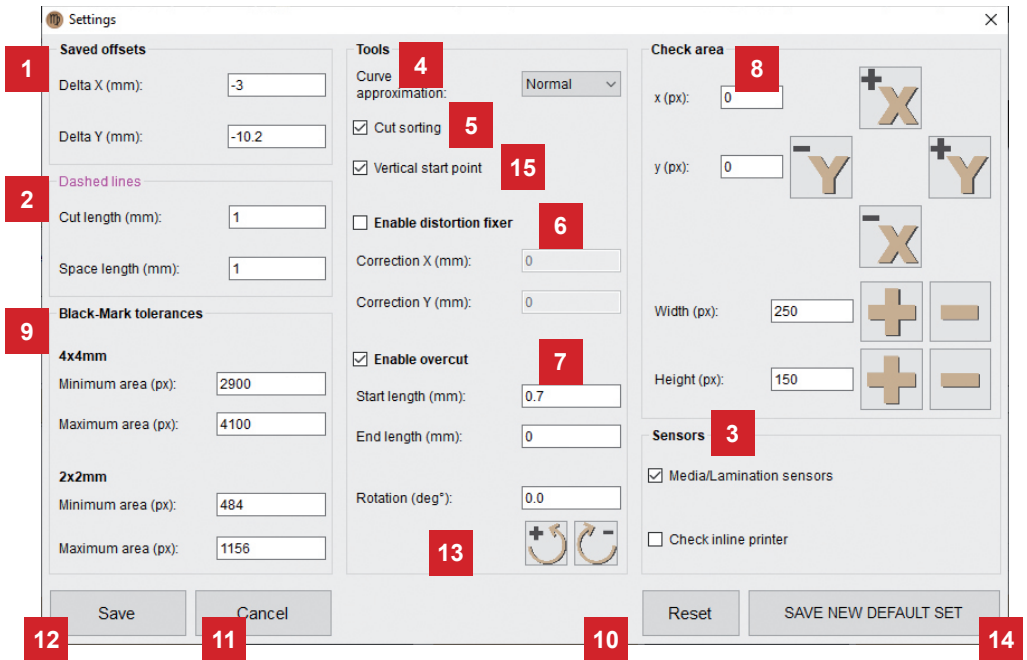 Settings
1
Saved offsets
Delta X (mm):
-3
Delta Y (mm):
-10.2
2
Dashed lines
Cut length (mm):
1
Space length (mm):
1
9
Black-Mark tolerances
4x4mm
Minimum area (px):
2900
Maximum area (px):
4100
2x2mm
Minimum area (px):
484
Maximum area (px):
1156
Tools
4
Curve
approximation:
Normal
Cut sorting
5
Vertical start point
15
Enable distortion fixer
6
Correction X (mm):
0
Correction Y (mm):
0
Enable overcut
7
Start length (mm):
0.7
End length (mm):
0
Rotation (deg°):
0.0
+
-
13
Check area
8
x (px):
0
+X
y (px):
0
-Y
+Y
-X
Width (px):
250
+
-
Height (px):
150
+
-
Sensors
3
Media/Lamination sensors
Check inline printer
Save
12
Cancel
11
10
Reset
SAVE NEW DEFAULT SET
14